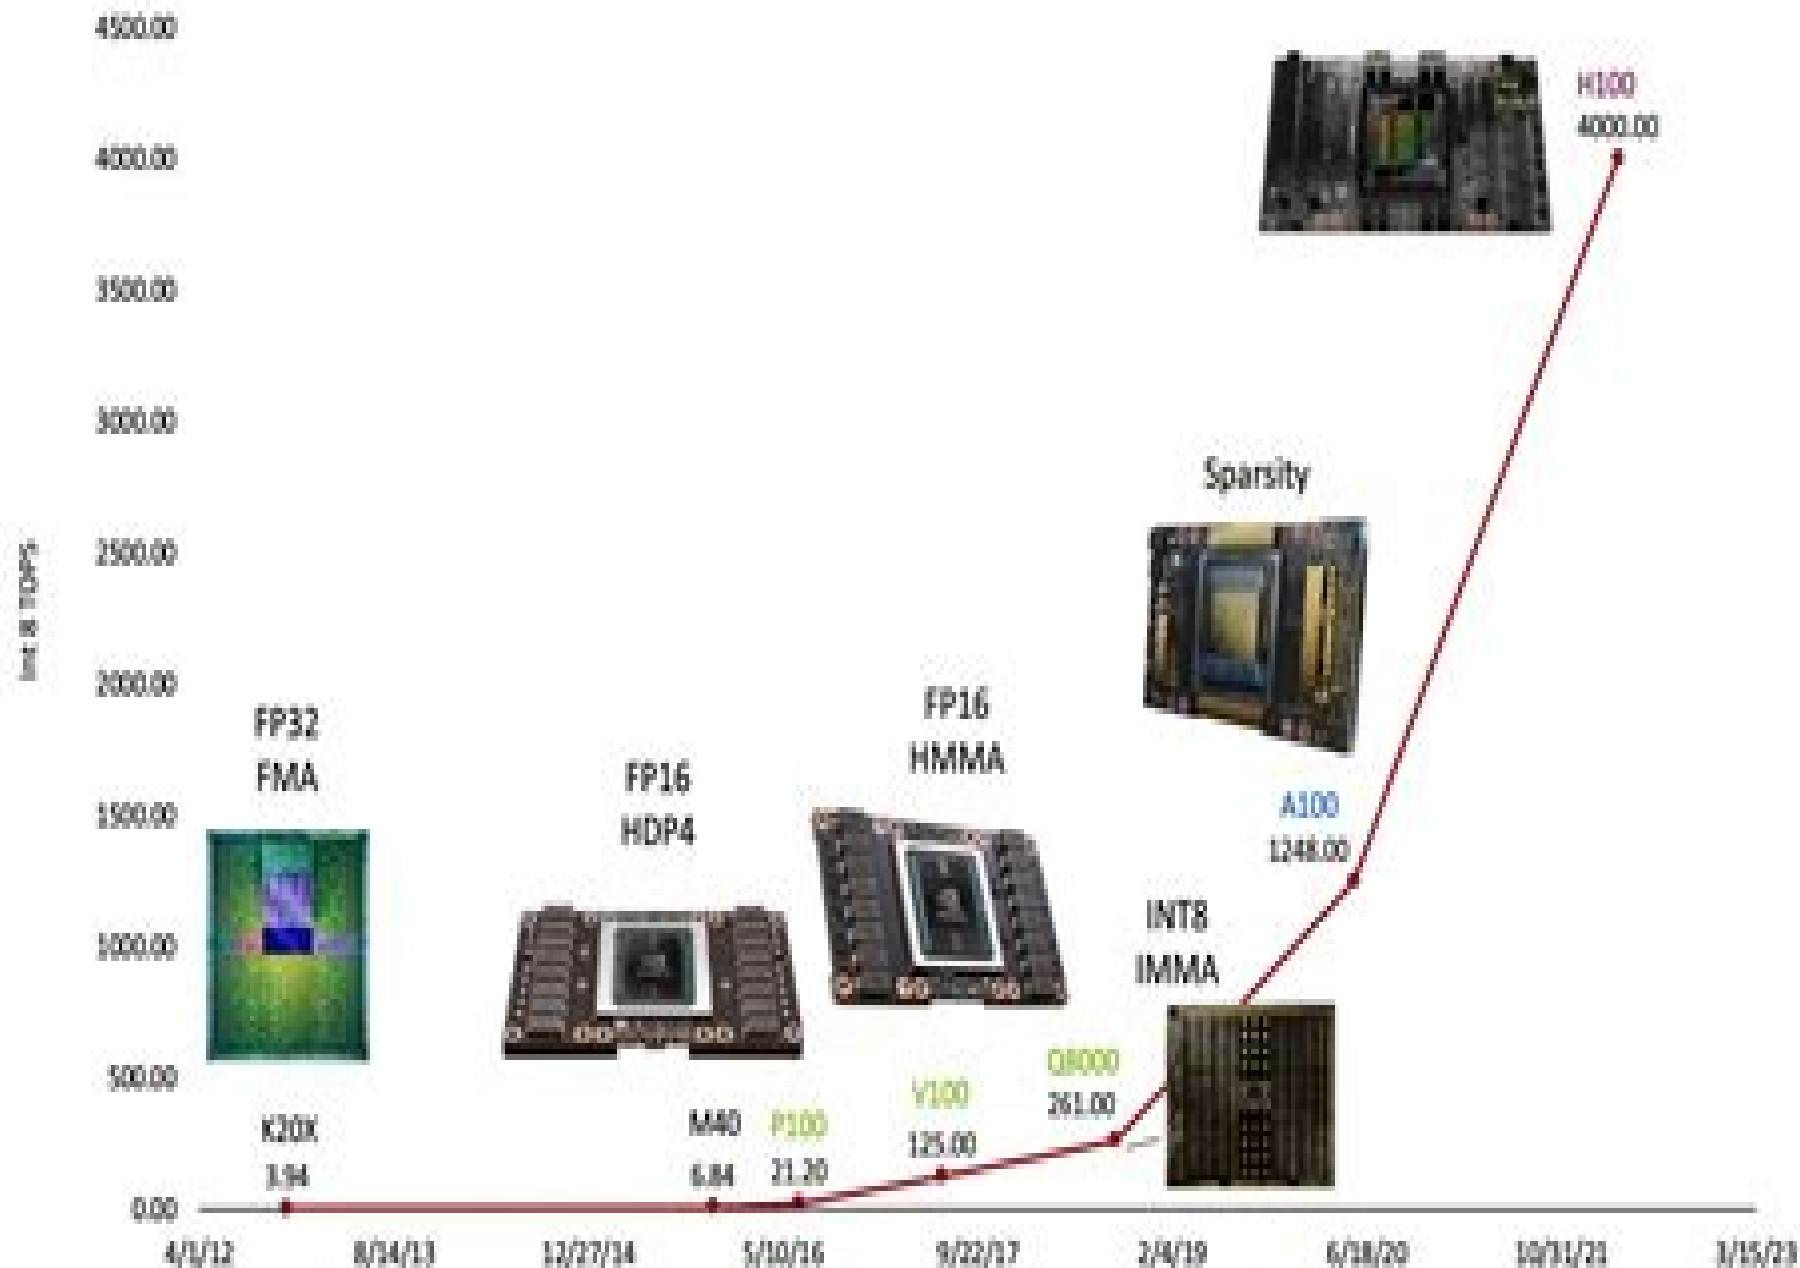 4500.00
4000.00
3500.00
3000.00
2500.00
2000.00
1500.00
1000.00
500.00
0.00
Int 8 TOPS
H100
4000.00
Sparsity
A100
1248.00
FP32
FMA
K20X
3.94
FP16
HDP4
M40
6.84
P100
21.20
FP16
HMMA
V100
125.00
Q8000
261.00
INT8
IMMA
4/1/12
8/14/13
12/27/14
5/10/16
9/22/17
2/4/19
6/18/20
10/31/21
3/15/23